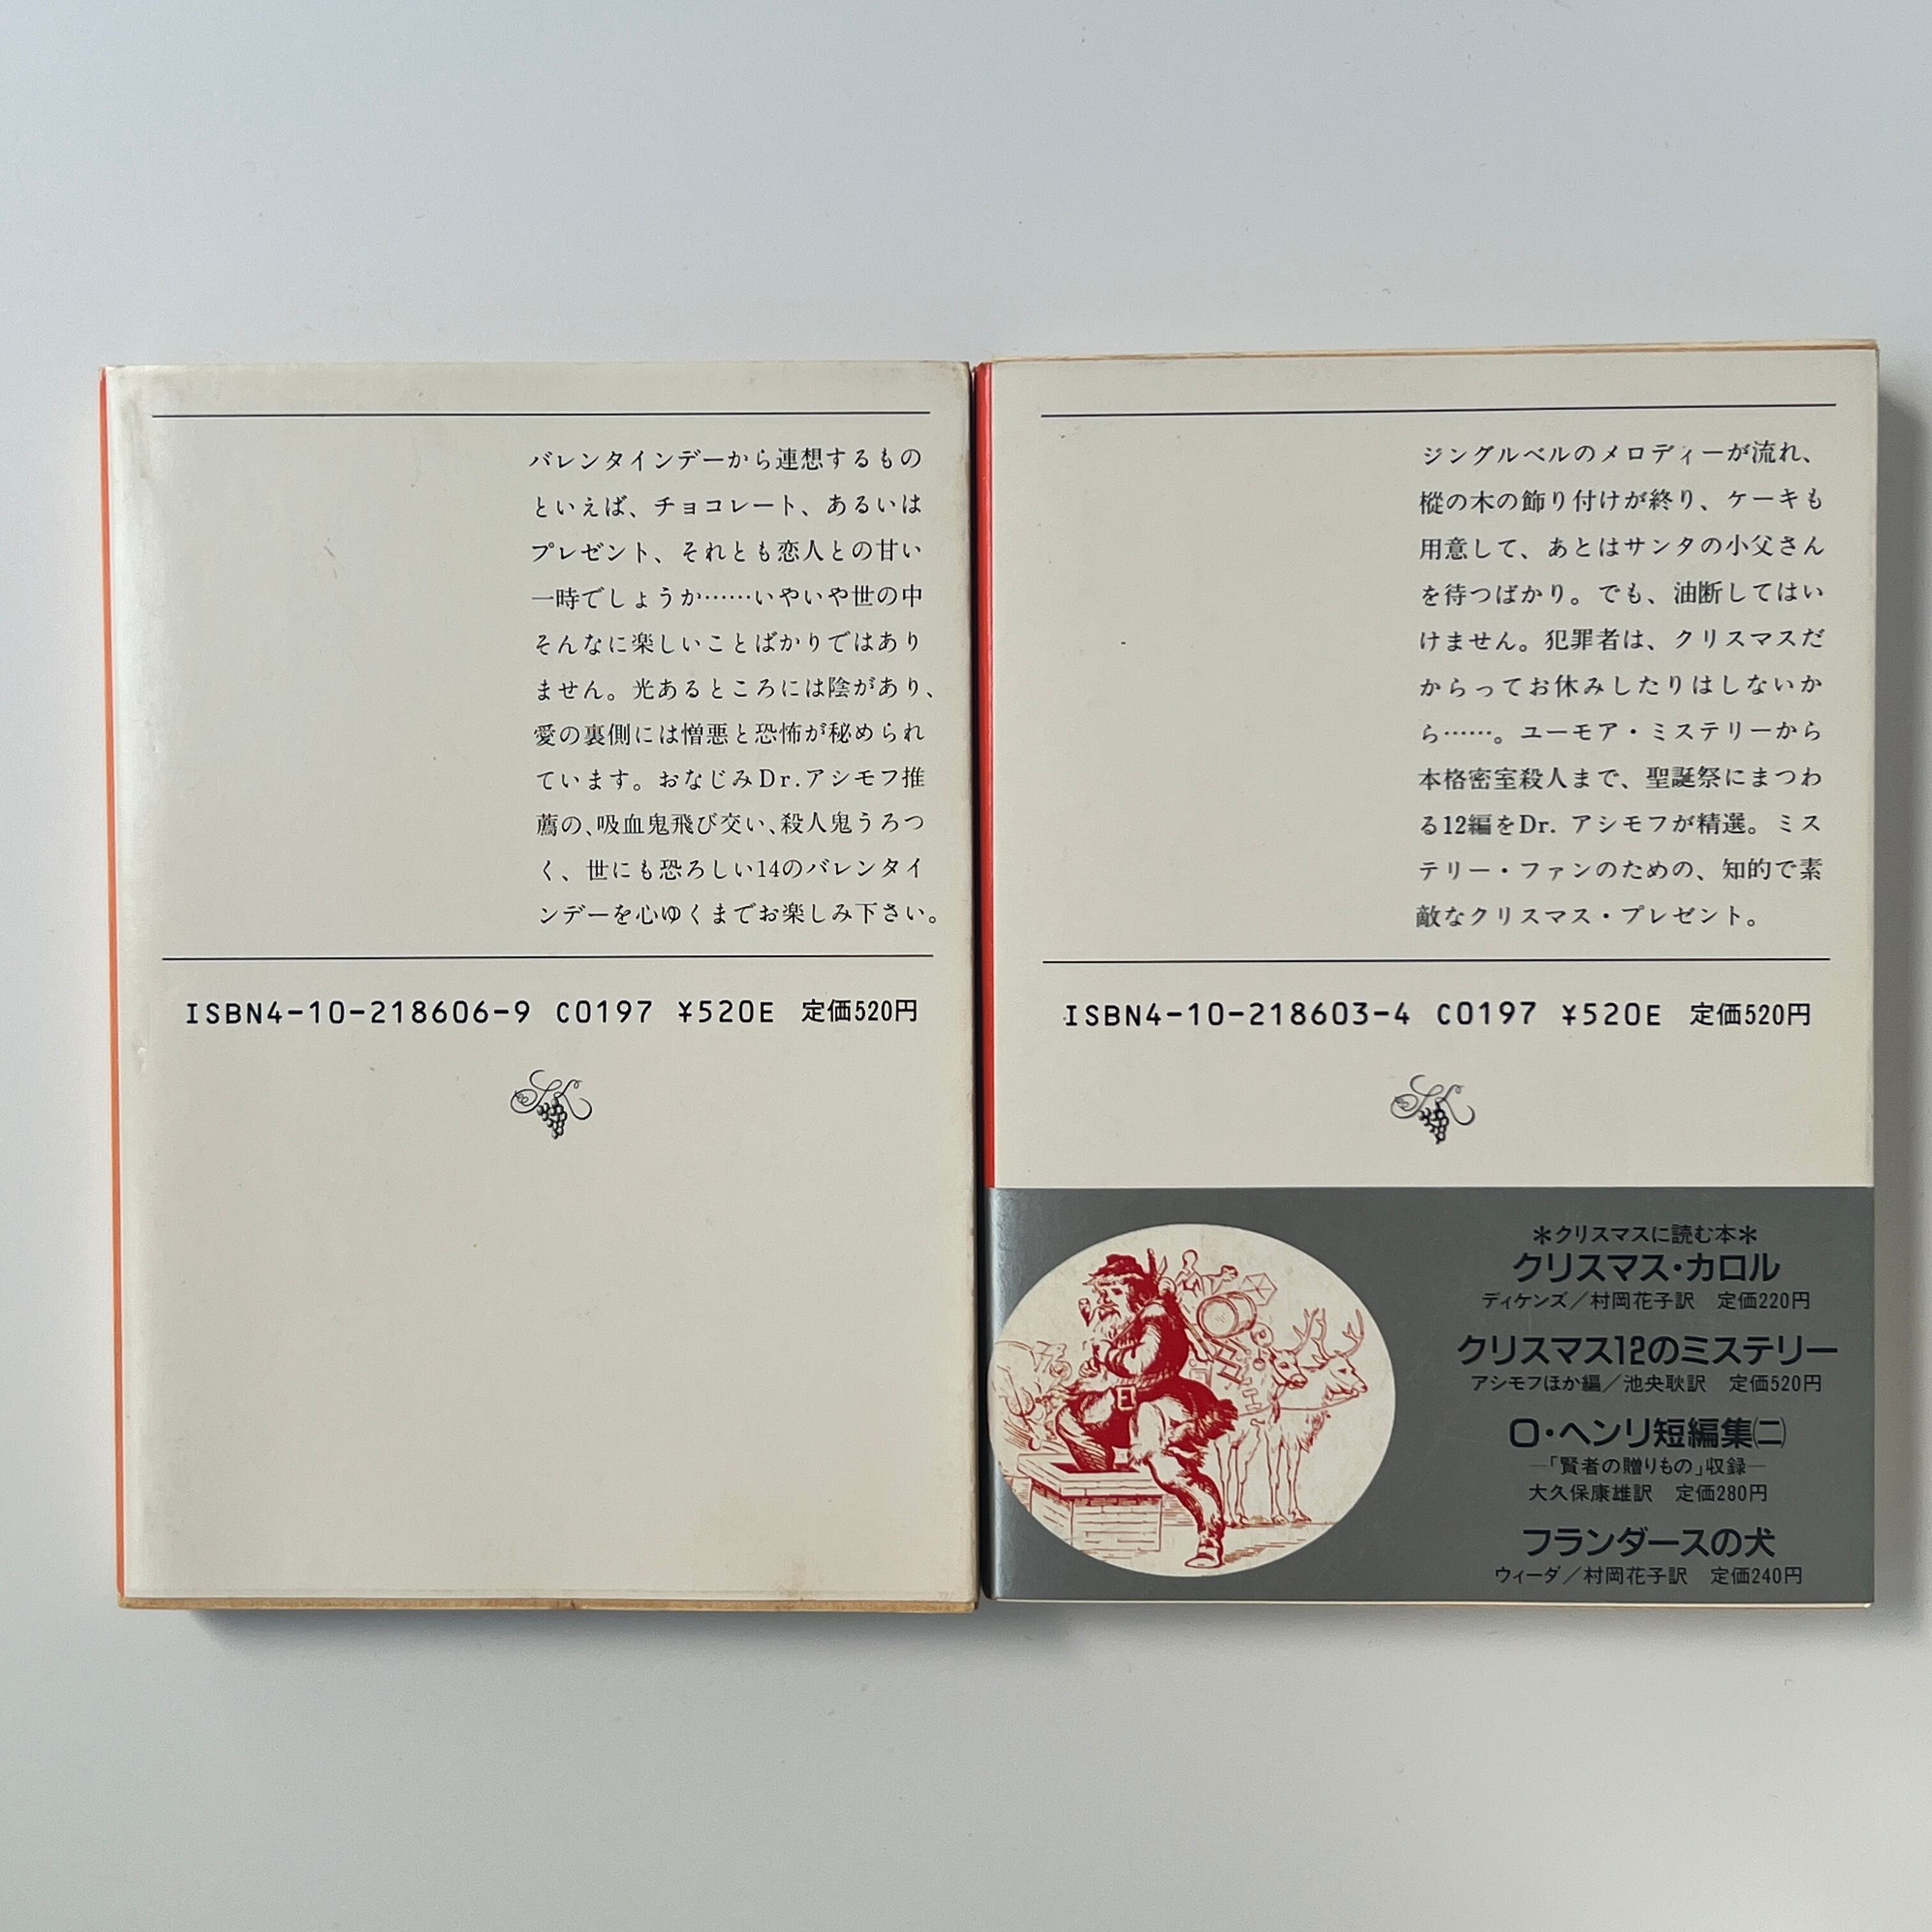 バレンタインデーから連想するもの
といえば、チョコレート、あるいは
プレゼント、それとも恋人との甘い
一時でしょうか……いやいや世の中
そんなに楽しいことばかりではあり
ません。光あるところには陰があり、
愛の裏側には憎悪と恐怖が秘められ
ています。おなじみDr.アシモフ推
薦の、吸血鬼飛び交い、殺人鬼うろつ
く、世にも恐ろしい14のバレンタイ
ンデーを心ゆくまでお楽しみ下さい。
ISBN4-10-218606-9 C0197 ¥520E 定価520円
ジングルベルのメロディーが流れ、
樅の木の飾り付けが終り、ケーキも
用意して、あとはサンタの小父さん
を待つばかり。でも、油断してはい
けません。犯罪者は、クリスマスだ
からってお休みしたりはしないか
ら……。ユーモア・ミステリーから
本格密室殺人まで、聖誕祭にまつわ
る12編をDr. アシモフが精選。ミス
テリー・ファンのための、知的で素
敵なクリスマス・プレゼント。
ISBN4-10-218603-4 C0197 ¥520E 定価520円
＊クリスマスに読む本＊
クリスマス・カロル
ディケンズ／村岡花子訳 定価220円
クリスマス12のミステリー
アシモフほか編／池央耿訳 定価520円
O・ヘンリ短編集(二)
―「賢者の贈りもの」収録―
大久保康雄訳 定価280円
フランダースの犬
ウィーダ／村岡花子訳 定価240円